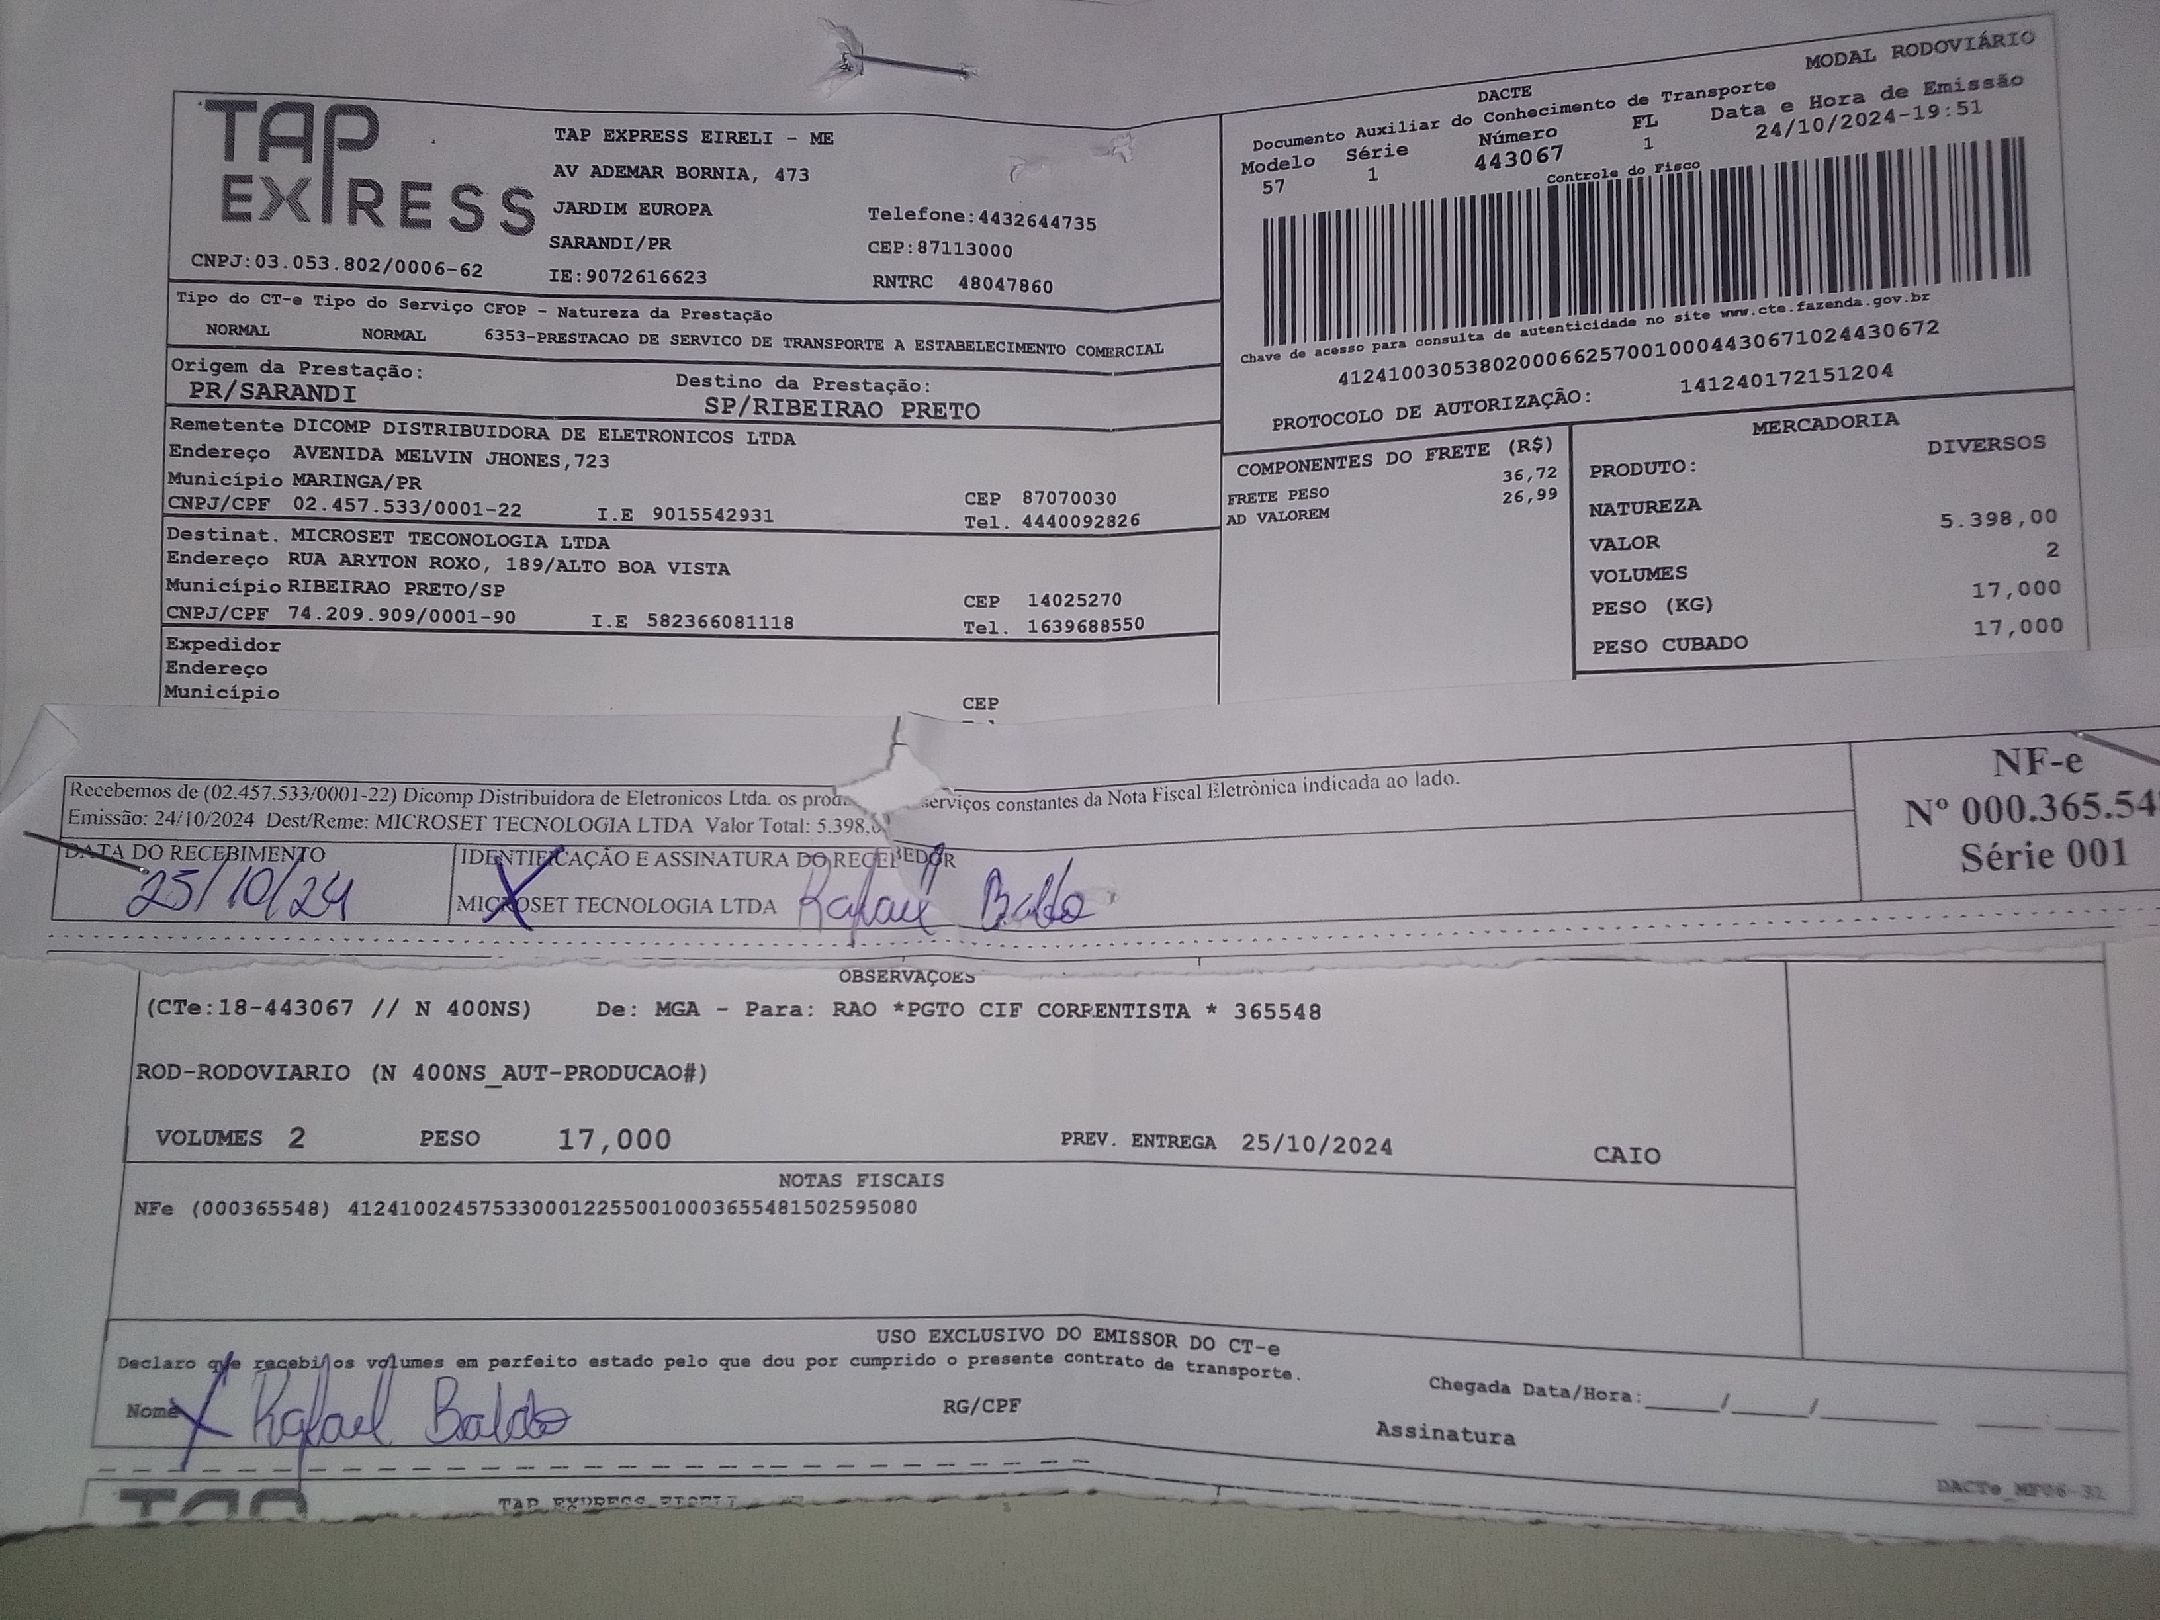 TAP
EXPRESS
TAP EXPRESS EIRELI - ME
AV ADEMAR BORNIA, 473
JARDIM EUROPA
Telefone:4432644735
SARANDI/PR
CEP:87113000
CNPJ:03.053.802/0006-62
IE:9072616623
RNTRC 48047860
DACTE
MODAL RODOVIÁRIO
Documento Auxiliar do Conhecimento de Transporte
Modelo Série Número FL Data e Hora de Emissão
57 1 443067 1 24/10/2024-19:51
Controle do Fisco
Chave de acesso para consulta de autenticidade no site www.cte.fazenda.gov.br
41241003053802000662570010004430671024430672
PROTOCOLO DE AUTORIZAÇÃO: 141240172151204
Tipo do CT-e Tipo do Serviço CFOP - Natureza da Prestação
NORMAL NORMAL 6353-PRESTACAO DE SERVICO DE TRANSPORTE A ESTABELECIMENTO COMERCIAL
Origem da Prestação: Destino da Prestação:
PR/SARANDI SP/RIBEIRAO PRETO
Remetente DICOMP DISTRIBUIDORA DE ELETRONICOS LTDA
Endereço AVENIDA MELVIN JHONES,723
Município MARINGA/PR CEP 87070030
CNPJ/CPF 02.457.533/0001-22 I.E 9015542931 Tel. 4440092826
Destinat. MICROSET TECONOLOGIA LTDA
Endereço RUA ARYTON ROXO, 189/ALTO BOA VISTA
Município RIBEIRAO PRETO/SP CEP 14025270
CNPJ/CPF 74.209.909/0001-90 I.E 582366081118 Tel. 1639688550
Expedidor
Endereço
Município CEP
COMPONENTES DO FRETE (R$)
FRETE PESO 36,72
AD VALOREM 26,99
MERCADORIA
PRODUTO: DIVERSOS
NATUREZA
VALOR 5.398,00
VOLUMES 2
PESO (KG) 17,000
PESO CUBADO 17,000
Recebemos de (02.457.533/0001-22) Dicomp Distribuidora de Eletronicos Ltda. os serviços constantes da Nota Fiscal Eletrônica indicada ao lado.
Emissão: 24/10/2024 Dest/Reme: MICROSET TECNOLOGIA LTDA Valor Total: 5.398,0
DATA DO RECEBIMENTO IDENTIFICAÇÃO E ASSINATURA DO RECEBEDOR
25/10/24 X MICROSET TECNOLOGIA LTDA Rafael Baldo
NF-e
Nº 000.365.54
Série 001
OBSERVAÇOES
(CTe:18-443067 // N 400NS) De: MGA - Para: RAO *PGTO CIF CORRENTISTA * 365548
ROD-RODOVIARIO (N 400NS_AUT-PRODUCAO#)
VOLUMES 2 PESO 17,000 PREV. ENTREGA 25/10/2024 CAIO
NOTAS FISCAIS
NFe (000365548) 41241002457533000122550010003655481502595080
USO EXCLUSIVO DO EMISSOR DO CT-e
Declaro que recebi os volumes em perfeito estado pelo que dou por cumprido o presente contrato de transporte.
Nome X Rafael Baldo RG/CPF Chegada Data/Hora:_____/_____/_______ ____:____
Assinatura
DACTe_MF06-32
TAP TAP EXPRESS EIRELI